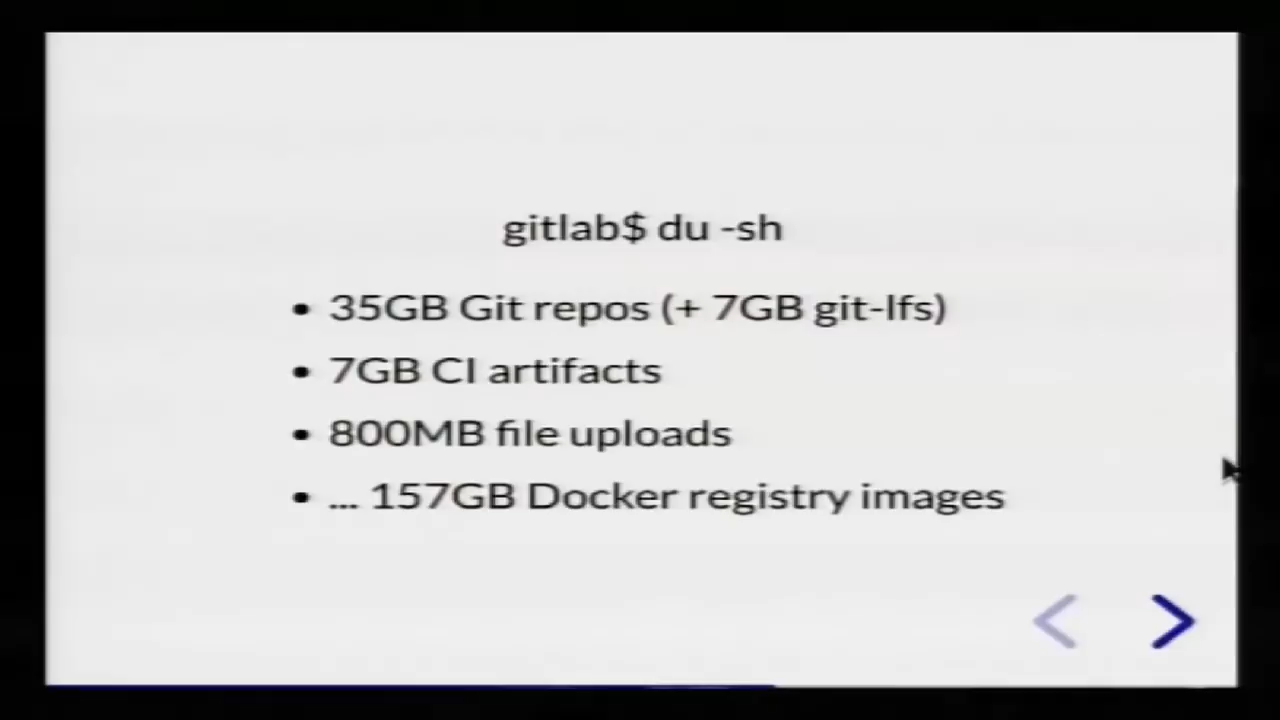 gitlab$ du -sh
• 35GB Git repos (+ 7GB git-lfs)
• 7GB CI artifacts
• 800MB file uploads
• ... 157GB Docker registry images